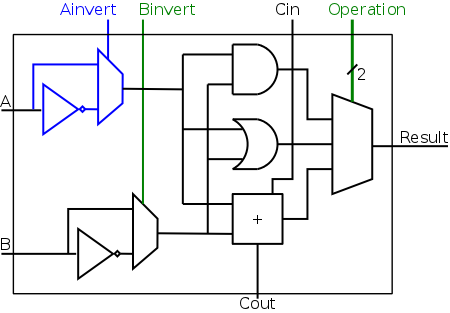 Ainvert Binvert Cin Operation
2
A
Result
+
B
Cout